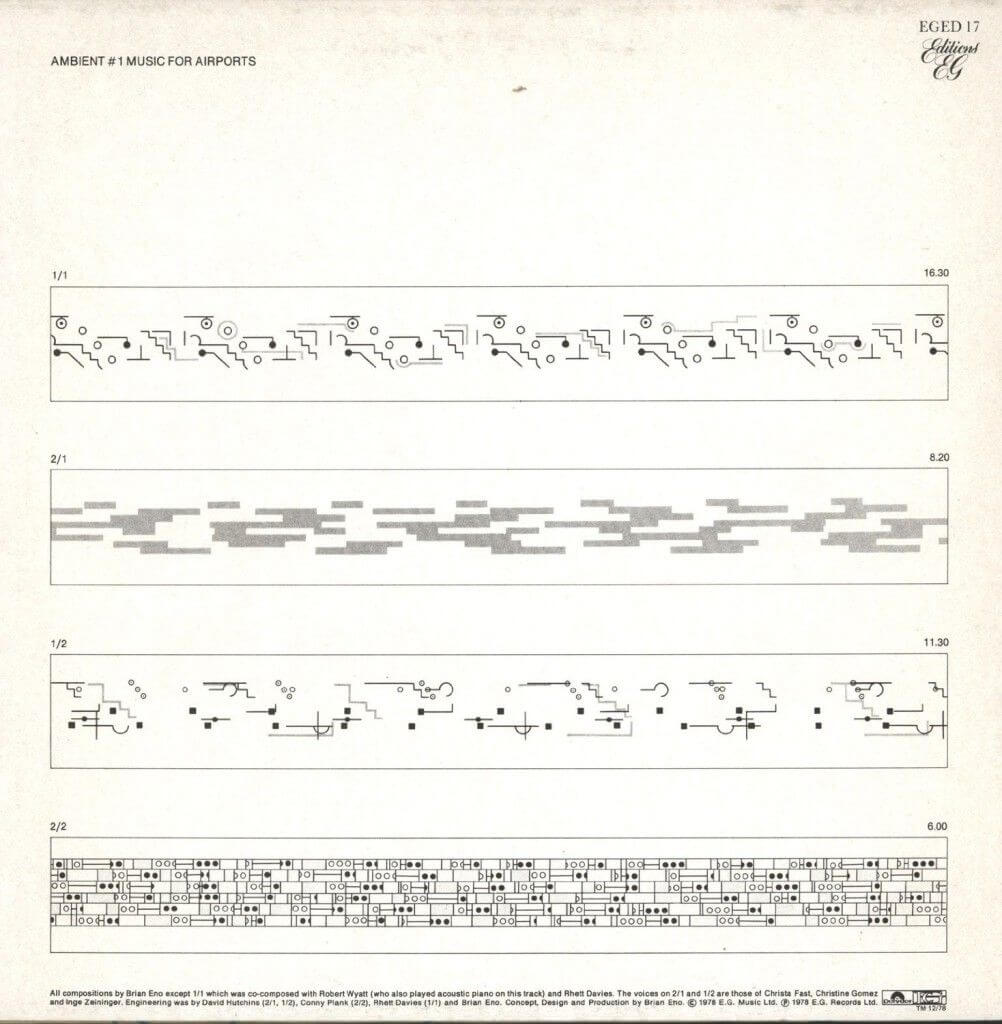 EGED 17
Editions
EG
AMBIENT #1 MUSIC FOR AIRPORTS
1/1 16.30
2/1 8.20
1/2 11.30
2/2 6.00
All compositions by Brian Eno except 1/1 which was co-composed with Robert Wyatt (who also played acoustic piano on this track) and Rhett Davies. The voices on 2/1 and 1/2 are those of Christa Fast, Christine Gomez
and Inge Zeininger. Engineering was by David Hutchins (2/1, 1/2), Conny Plank (2/2), Rhett Davies (1/1) and Brian Eno. Concept, Design and Production by Brian Eno. © 1978 E.G. Music Ltd. ℗ 1978 E.G. Records Ltd.
Polydor EG
TM 12/78